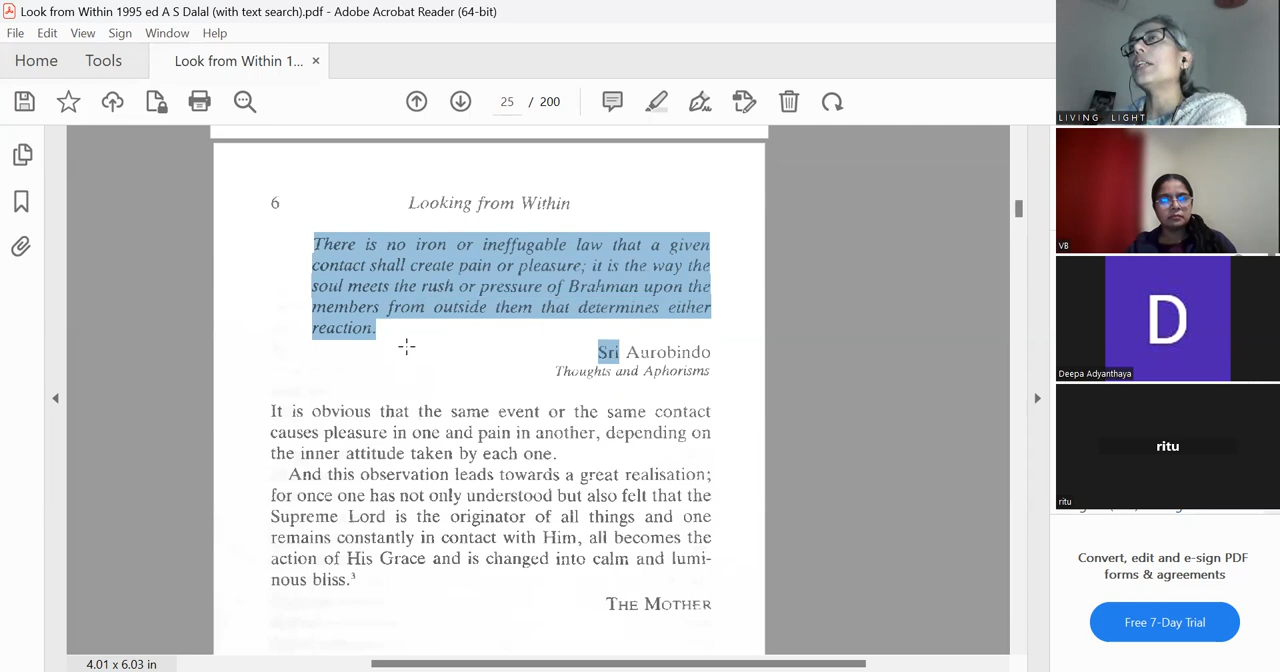 Look from Within 1995 ed A S Dalal (with text search).pdf - Adobe Acrobat Reader (64-bit)
File Edit View Sign Window Help
Home Tools Look from Within 1... ×
25 / 200
6 Looking from Within
There is no iron or ineffugable law that a given
contact shall create pain or pleasure; it is the way the
soul meets the rush or pressure of Brahman upon the
members from outside them that determines either
reaction.
Sri Aurobindo
Thoughts and Aphorisms
It is obvious that the same event or the same contact
causes pleasure in one and pain in another, depending on
the inner attitude taken by each one.
And this observation leads towards a great realisation;
for once one has not only understood but also felt that the
Supreme Lord is the originator of all things and one
remains constantly in contact with Him, all becomes the
action of His Grace and is changed into calm and lumi-
nous bliss.³
THE MOTHER
4.01 x 6.03 in
LIVING LIGHT
VB
D
Deepa Adyanthaya
ritu
ritu
Convert, edit and e-sign PDF
forms & agreements
Free 7-Day Trial